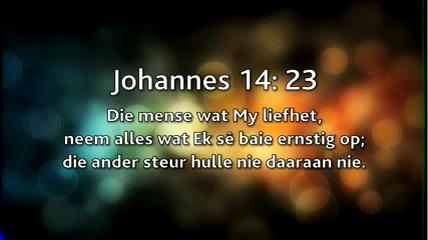 Johannes 14: 23
Die mense wat My liefhet,
neem alles wat Ek sê baie ernstig op;
die ander steur hulle nie daaraan nie.